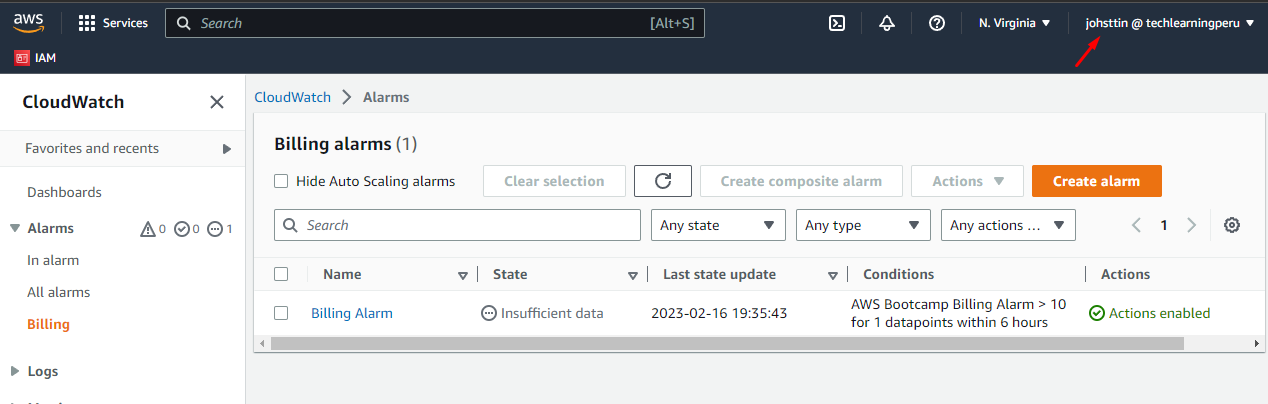 aws
Services
Search
[Alt+S]
N. Virginia
johsttin @ techlearningperu
IAM
CloudWatch
Favorites and recents
Dashboards
Alarms
0
0
1
In alarm
All alarms
Billing
Logs
CloudWatch
Alarms
Billing alarms (1)
Hide Auto Scaling alarms
Clear selection
Create composite alarm
Actions
Create alarm
Search
Any state
Any type
Any actions ...
1
Name
State
Last state update
Conditions
Actions
Billing Alarm
Insufficient data
2023-02-16 19:35:43
AWS Bootcamp Billing Alarm > 10
for 1 datapoints within 6 hours
Actions enabled